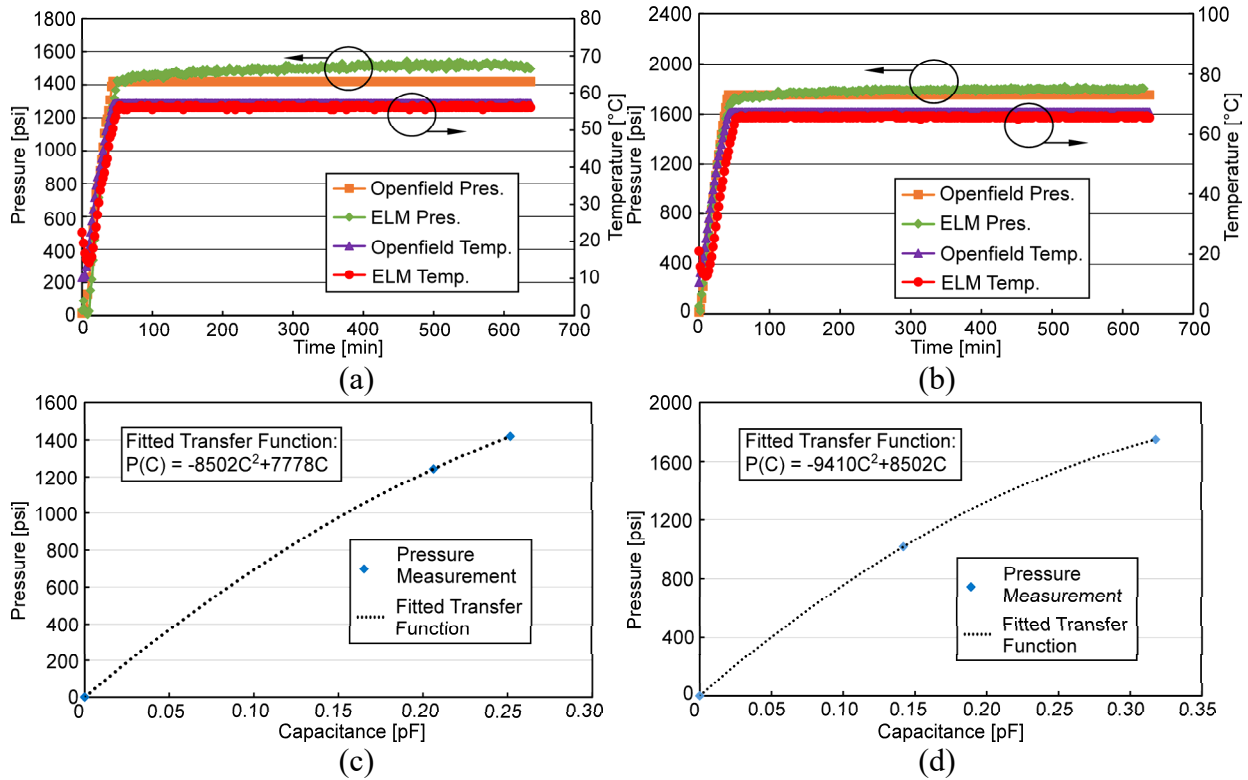 1800
1600
1400
1200
1000
800
600
400
200
0
Pressure [psi]
80
70
60
50
40
30
20
10
0
Temperature [°C]
Openfield Pres.
ELM Pres.
Openfield Temp.
ELM Temp.
0 100 200 300 400 500 600 700
Time [min]
(a)
2400
2000
1600
1200
800
400
0
Pressure [psi]
100
80
60
40
20
0
Temperature [°C]
Openfield Pres.
ELM Pres.
Openfield Temp.
ELM Temp.
0 100 200 300 400 500 600 700
Time [min]
(b)
1600
1400
1200
1000
800
600
400
200
0
Pressure [psi]
Fitted Transfer Function:
P(C) = -8502C²+7778C
Pressure
Measurement
Fitted Transfer
Function
0 0.05 0.10 0.15 0.20 0.25 0.30
Capacitance [pF]
(c)
2000
1600
1200
800
400
0
Pressure [psi]
Fitted Transfer Function:
P(C) = -9410C²+8502C
Pressure
Measurement
Fitted Transfer
Function
0 0.05 0.10 0.15 0.20 0.25 0.30 0.35
Capacitance [pF]
(d)